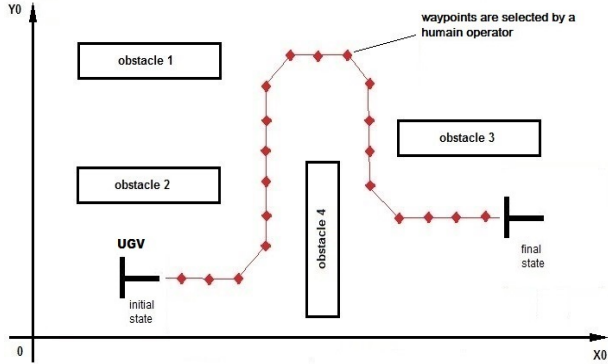 Y0
waypoints are selected by a
humain operator
obstacle 1
obstacle 3
obstacle 2
obstacle 4
UGV
initial
state
final
state
0
X0